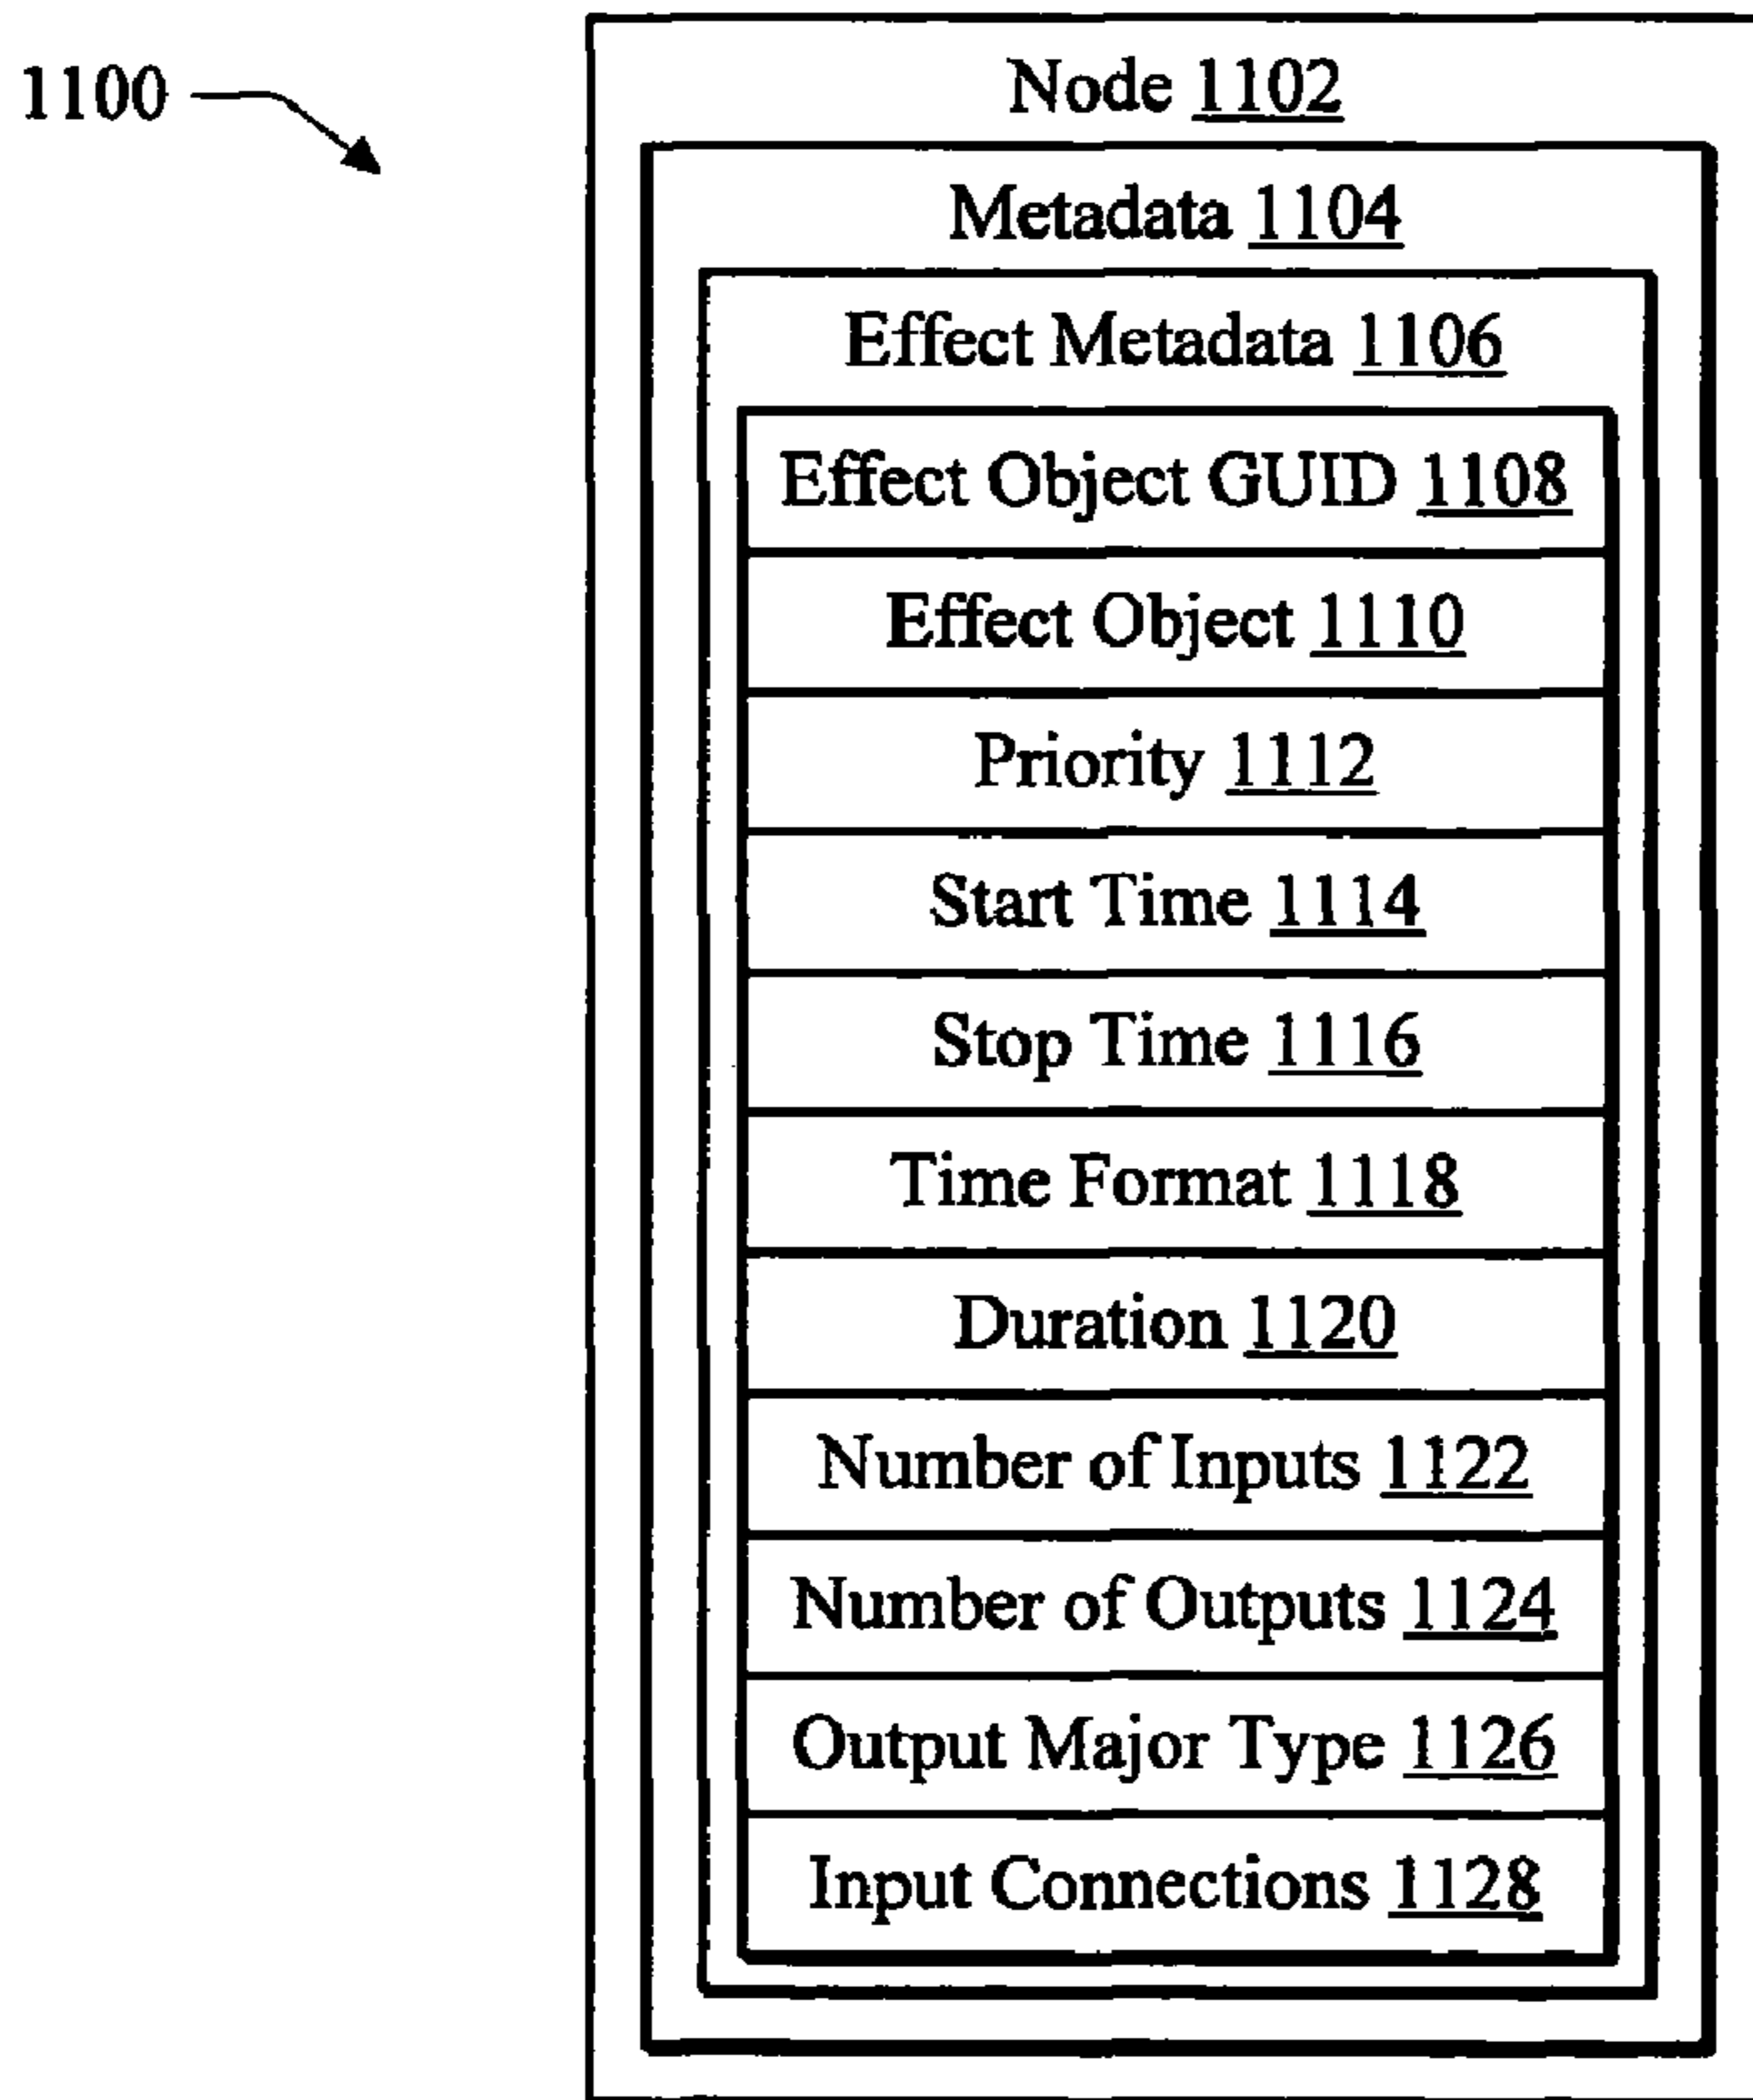 1100
Node 1102
Metadata 1104
Effect Metadata 1106
Effect Object GUID 1108
Effect Object 1110
Priority 1112
Start Time 1114
Stop Time 1116
Time Format 1118
Duration 1120
Number of Inputs 1122
Number of Outputs 1124
Output Major Type 1126
Input Connections 1128